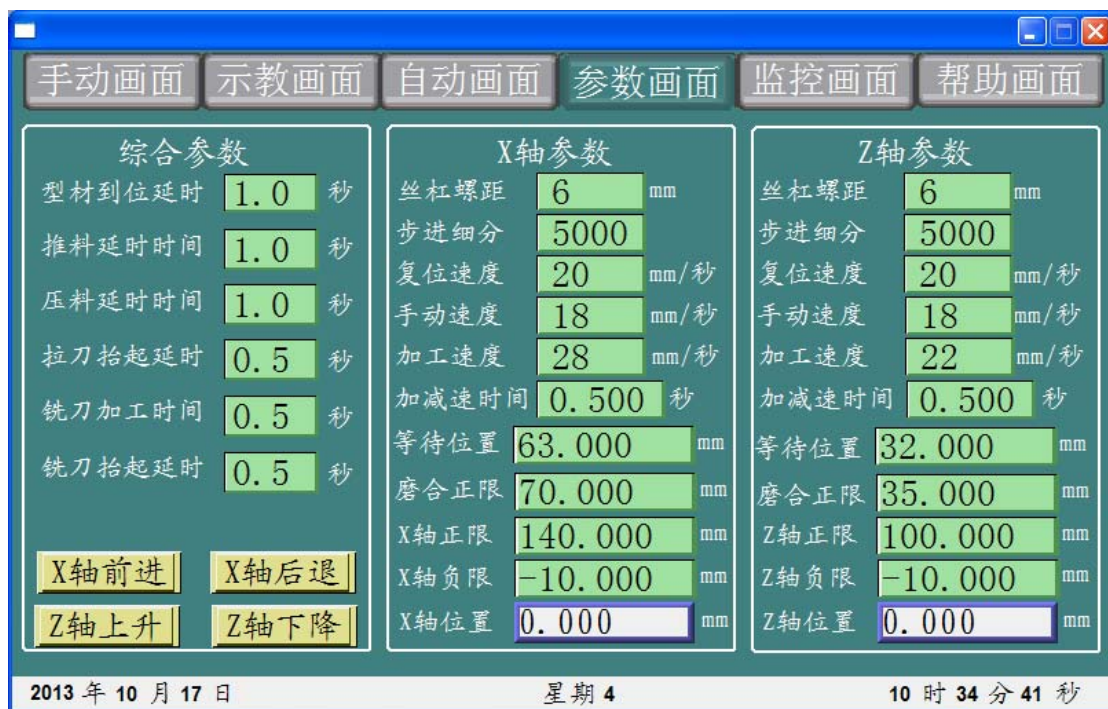 手动画面 示教画面 自动画面 参数画面 监控画面 帮助画面
综合参数
型材到位延时 1.0 秒
推料延时时间 1.0 秒
压料延时时间 1.0 秒
拉刀抬起延时 0.5 秒
铣刀加工时间 0.5 秒
铣刀抬起延时 0.5 秒
X轴前进 X轴后退
Z轴上升 Z轴下降
X轴参数
丝杠螺距 6 mm
步进细分 5000
复位速度 20 mm/秒
手动速度 18 mm/秒
加工速度 28 mm/秒
加减速时间 0.500 秒
等待位置 63.000 mm
磨合正限 70.000 mm
X轴正限 140.000 mm
X轴负限 -10.000 mm
X轴位置 0.000 mm
Z轴参数
丝杠螺距 6 mm
步进细分 5000
复位速度 20 mm/秒
手动速度 18 mm/秒
加工速度 22 mm/秒
加减速时间 0.500 秒
等待位置 32.000 mm
磨合正限 35.000 mm
Z轴正限 100.000 mm
Z轴负限 -10.000 mm
Z轴位置 0.000 mm
2013 年 10 月 17 日 星期 4 10 时 34 分 41 秒